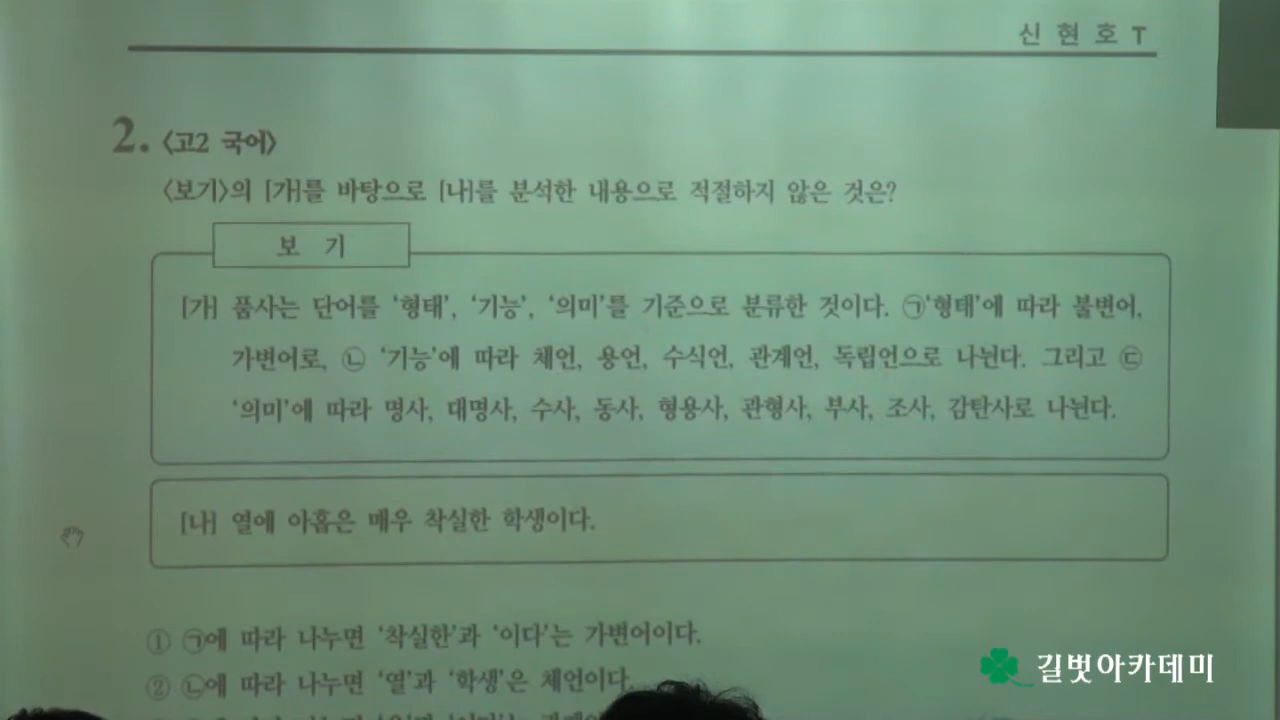 신 현 호 T
2. <고2 국어>
<보기>의 [가]를 바탕으로 [나]를 분석한 내용으로 적절하지 않은 것은?
보 기
[가] 품사는 단어를 ‘형태’, ‘기능’, ‘의미’를 기준으로 분류한 것이다. ㉠‘형태’에 따라 불변어,
가변어로, ㉡ ‘기능’에 따라 체언, 용언, 수식언, 관계언, 독립언으로 나뉜다. 그리고 ㉢
‘의미’에 따라 명사, 대명사, 수사, 동사, 형용사, 관형사, 부사, 조사, 감탄사로 나뉜다.
[나] 열에 아홉은 매우 착실한 학생이다.
① ㉠에 따라 나누면 ‘착실한’과 ‘이다’는 가변어이다.
② ㉡에 따라 나누면 ‘열’과 ‘학생’은 체언이다.
길벗아카데미